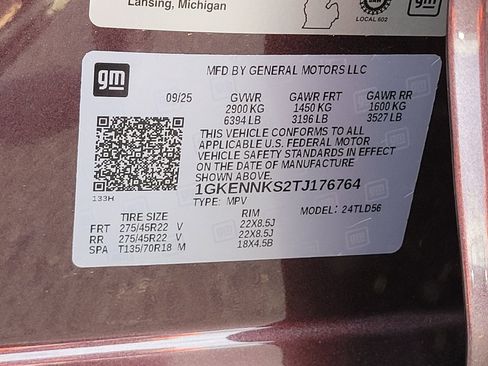 Lansing, Michigan
LOCAL 602
gm
gm
MFD BY GENERAL MOTORS LLC
09/25 GVWR GAWR FRT GAWR RR
2900 KG 1450 KG 1600 KG
6394 LB 3196 LB 3527 LB
THIS VEHICLE CONFORMS TO ALL
APPLICABLE U.S. FEDERAL MOTOR
VEHICLE SAFETY STANDARDS IN EFFECT
ON THE DATE OF MANUFACTURE
SHOWN ABOVE.
1GKENNKS2TJ176764
133H
TYPE: MPV MODEL: 24TLD56
TIRE SIZE RIM
FRT 275/45R22 V 22X8.5J
RR 275/45R22 V 22X8.5J
SPA T135/70R18 M 18X4.5B